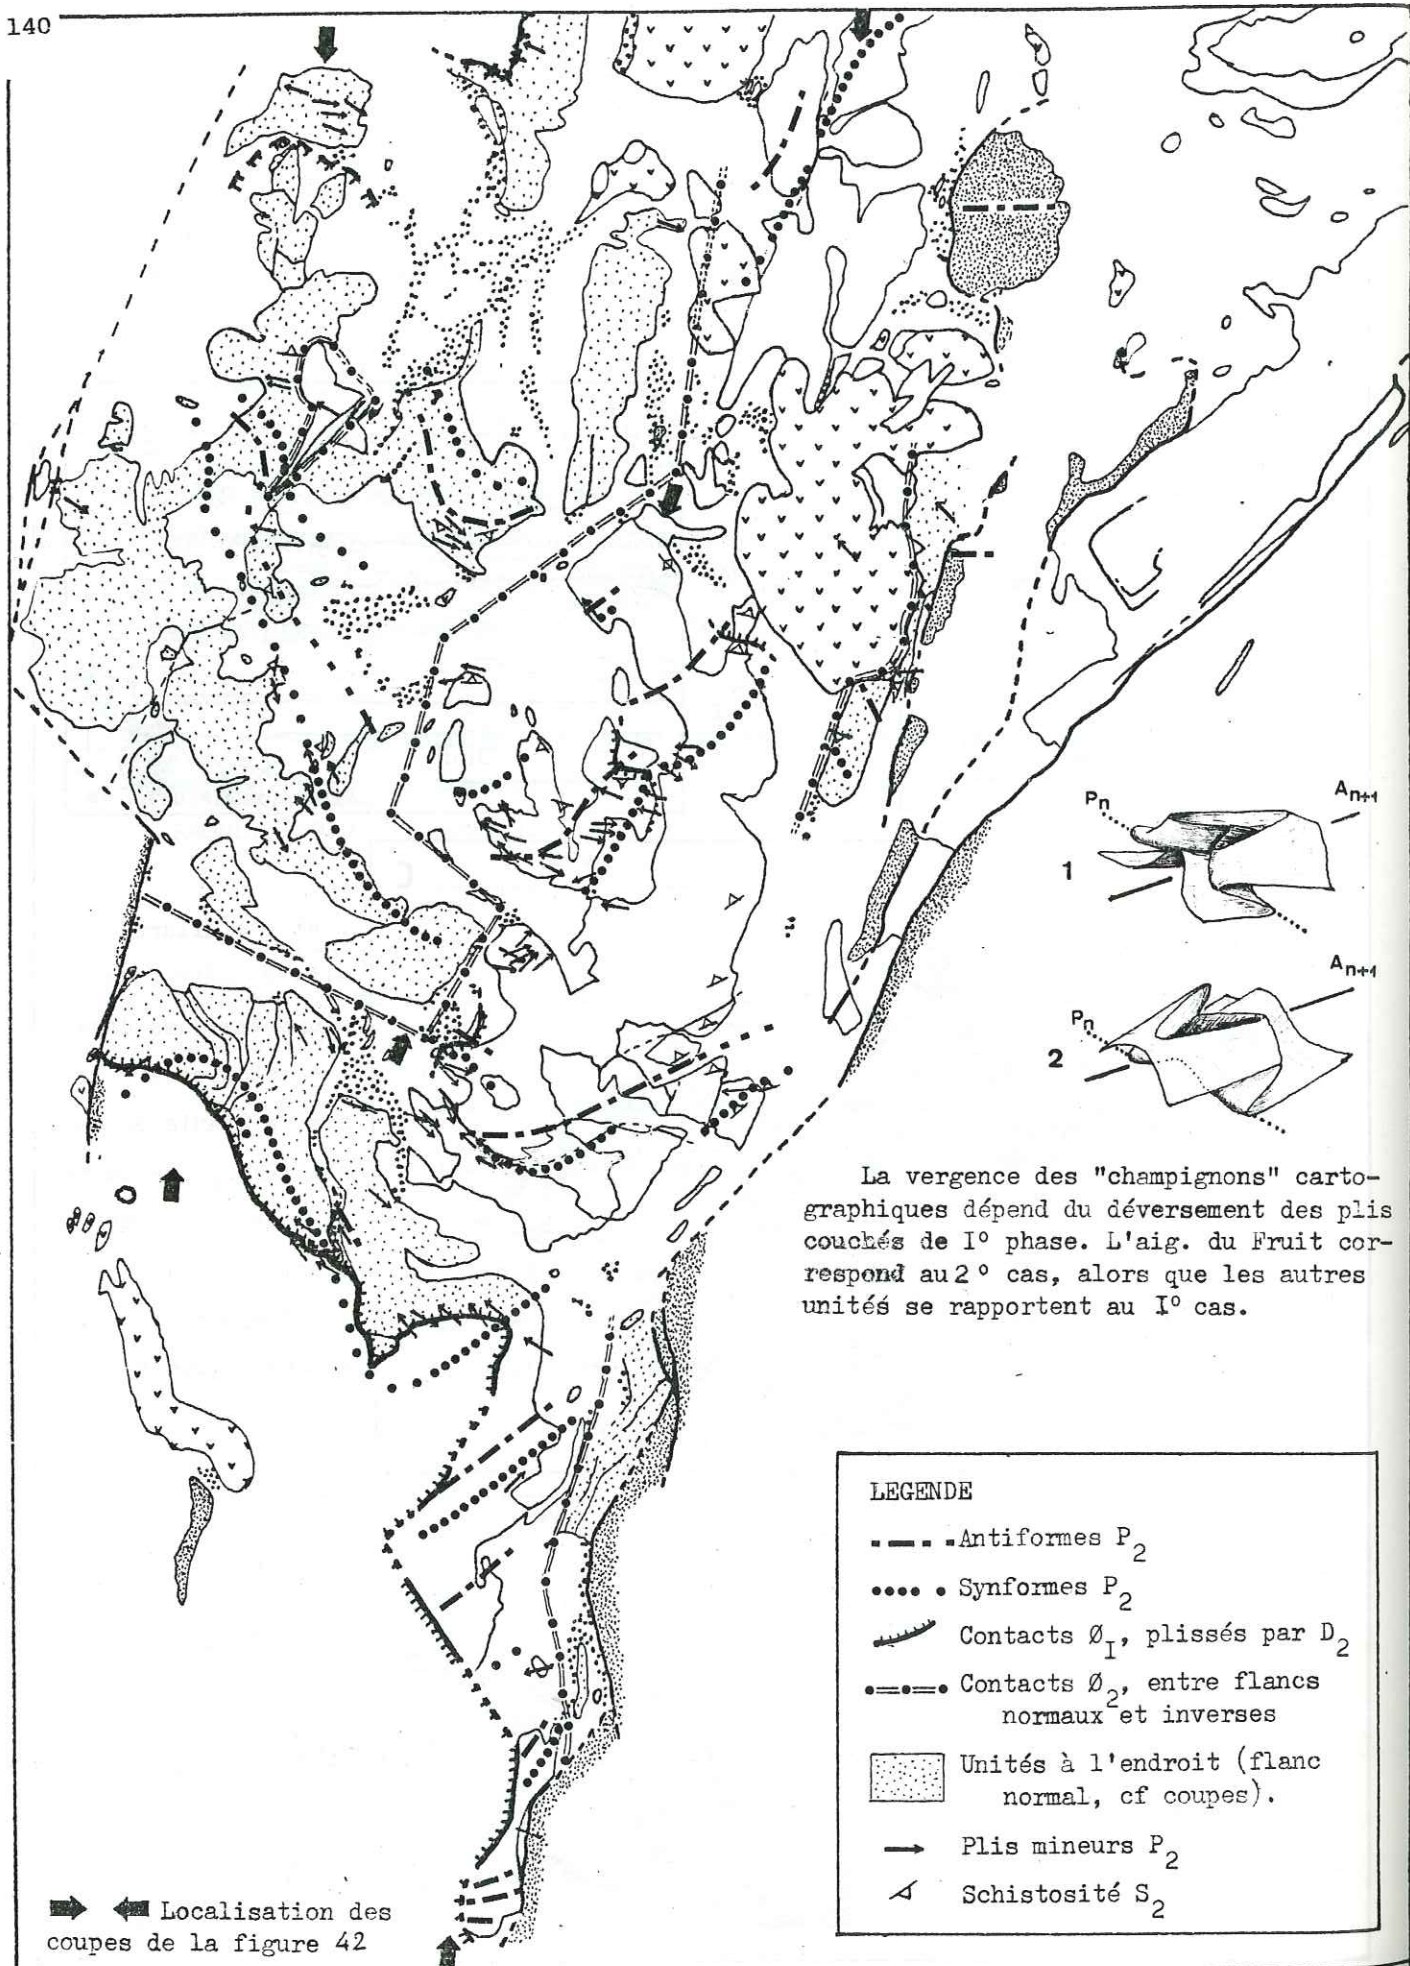 140
Pn
An+1
1
An+1
Pn
2
La vergence des "champignons" carto-
graphiques dépend du déversement des plis
couchés de I° phase. L'aig. du Fruit cor-
respond au 2° cas, alors que les autres
unités se rapportent au I° cas.
LEGENDE
Antiformes P2
Synformes P2
Contacts ØI, plissés par D2
Contacts Ø2, entre flancs
normaux et inverses
Unités à l'endroit (flanc
normal, cf coupes).
Plis mineurs P2
Schistosité S2
Localisation des
coupes de la figure 42